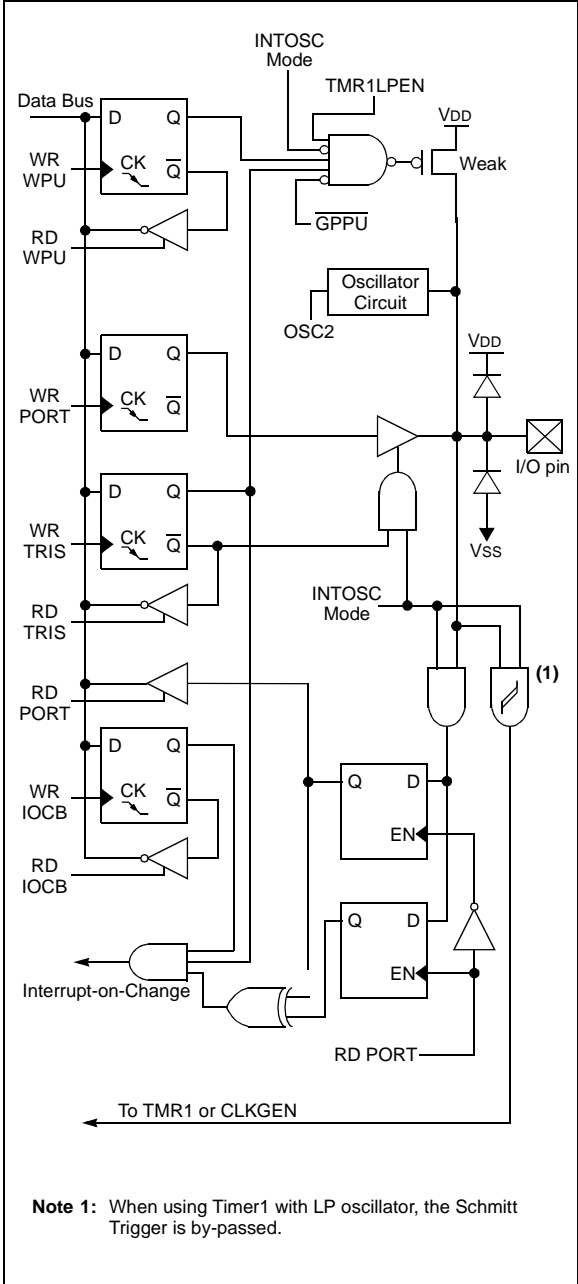 INTOSC
Mode
TMR1LPEN
Data Bus
D Q
VDD
WR
WPU
CK Q
Weak
RD
WPU
GPPU
Oscillator
Circuit
OSC2
D Q
VDD
WR
PORT
CK Q
I/O pin
D Q
WR
TRIS
CK Q
VSS
INTOSC
Mode
RD
TRIS
(1)
RD
PORT
D Q
WR
IOCB
CK Q
Q D
EN
RD
IOCB
Q D
Interrupt-on-Change
EN
RD PORT
To TMR1 or CLKGEN
Note 1: When using Timer1 with LP oscillator, the Schmitt
Trigger is by-passed.